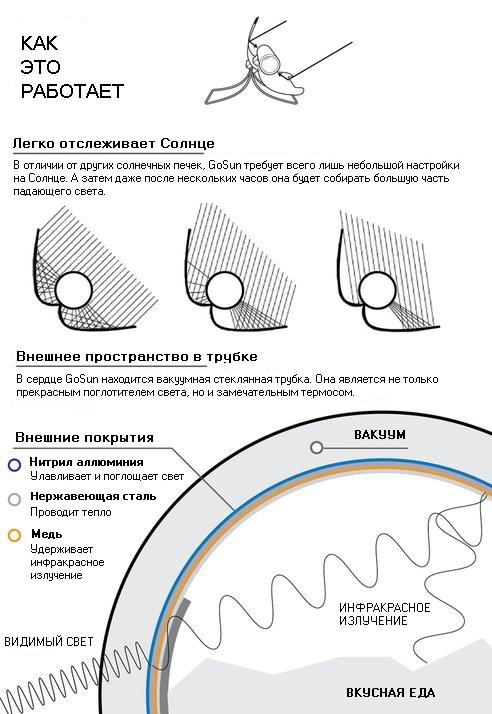 КАК
ЭТО
РАБОТАЕТ
Легко отслеживает Солнце
В отличии от других солнечных печек, GoSun требует всего лишь небольшой настройки
на Солнце. А затем даже после нескольких часов она будет собирать большую часть
падающего света.
Внешнее пространство в трубке
В сердце GoSun находится вакуумная стеклянная трубка. Она является не только
прекрасным поглотителем света, но и замечательным термосом.
Внешние покрытия
ВАКУУМ
Нитрил аллюминия
Улавливает и поглощает свет
Нержавеющая сталь
Проводит тепло
Медь
Удерживает
инфракрасное
излучение
ИНФРАКРАСНОЕ
ИЗЛУЧЕНИЕ
ВИДИМЫЙ СВЕТ
ВКУСНАЯ ЕДА